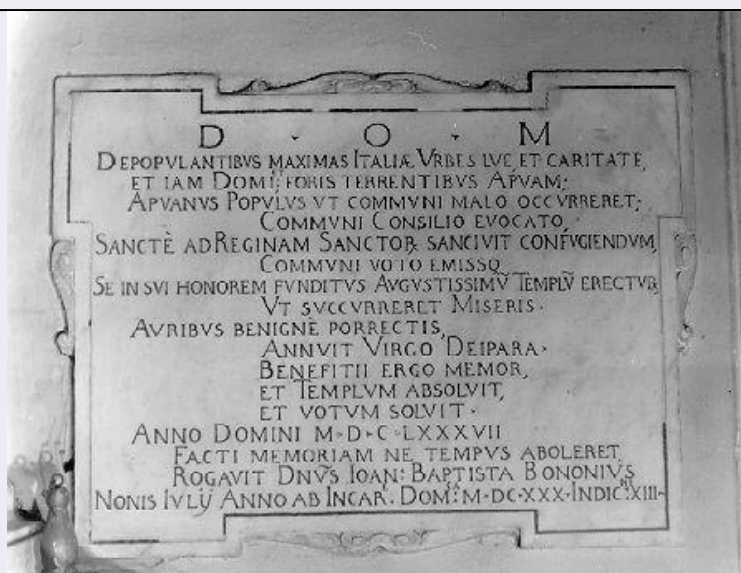 D · O · M
DEPOPVLANTIBVS MAXIMAS ITALIÆ VRBES LVE, ET CARITATE,
ET IAM DOMI, FORIS TERRENTIBVS APVAM;
APVANVS POPVLVS VT COMMVNI MALO OCCVRRERET;
COMMVNI CONSILIO EVOCATO,
SANCTÈ AD REGINAM SANCTOR. SANCIVIT CONFVGIENDVM,
COMMVNI VOTO EMISSO,
SE IN SVI HONOREM FVNDITVS AVGVSTISSIMŨ TEMPLŨ ERECTVR.
VT SVCCVRRERET MISERIS·
AVRIBVS BENIGNÈ PORRECTIS,
ANNVIT VIRGO DEIPARA·
BENEFITII ERGO MEMOR,
ET TEMPLVM ABSOLVIT,
ET VOTVM SOLVIT·
ANNO DOMINI M·D·C·LXXXVII
FACTI MEMORIAM NE TEMPVS ABOLERET
ROGAVIT DNṼS IOAN: BAPTISTA BONONIVS
NONIS IVLIJ ANNO AB INCAR. DOM: M·DC·XXX·INDIC: XIII·